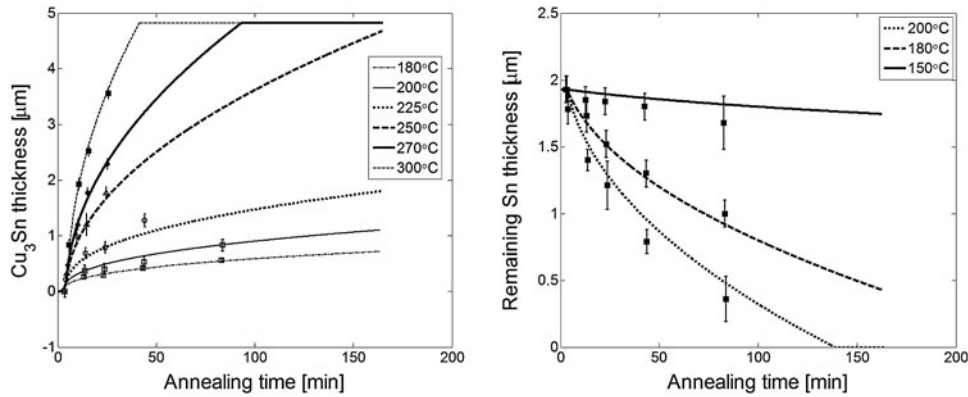 5
4
3
2
1
0
-1
0
50
100
150
200
Cu₃Sn thickness [μm]
Annealing time [min]
180°C
200°C
225°C
250°C
270°C
300°C
2.5
2
1.5
1
0.5
0
0
50
100
150
200
Remaining Sn thickness [μm]
Annealing time [min]
200°C
180°C
150°C